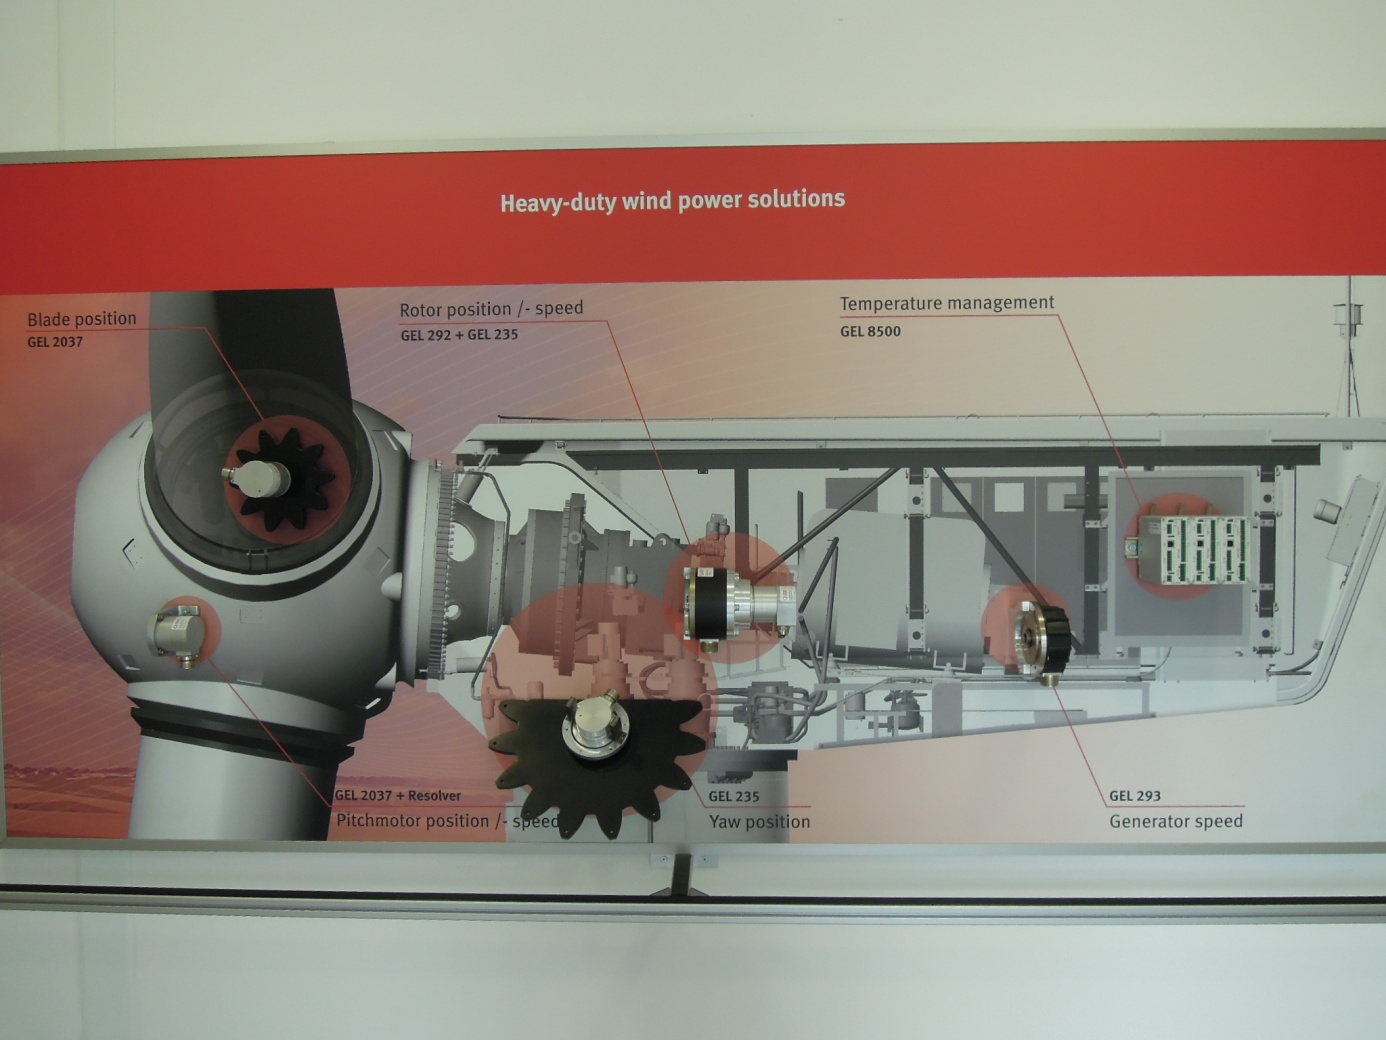 Heavy-duty wind power solutions
Blade position
GEL 2037
Rotor position /- speed
GEL 292 + GEL 235
Temperature management
GEL 8500
GEL 2037 + Resolver
Pitchmotor position /- speed
GEL 235
Yaw position
GEL 293
Generator speed